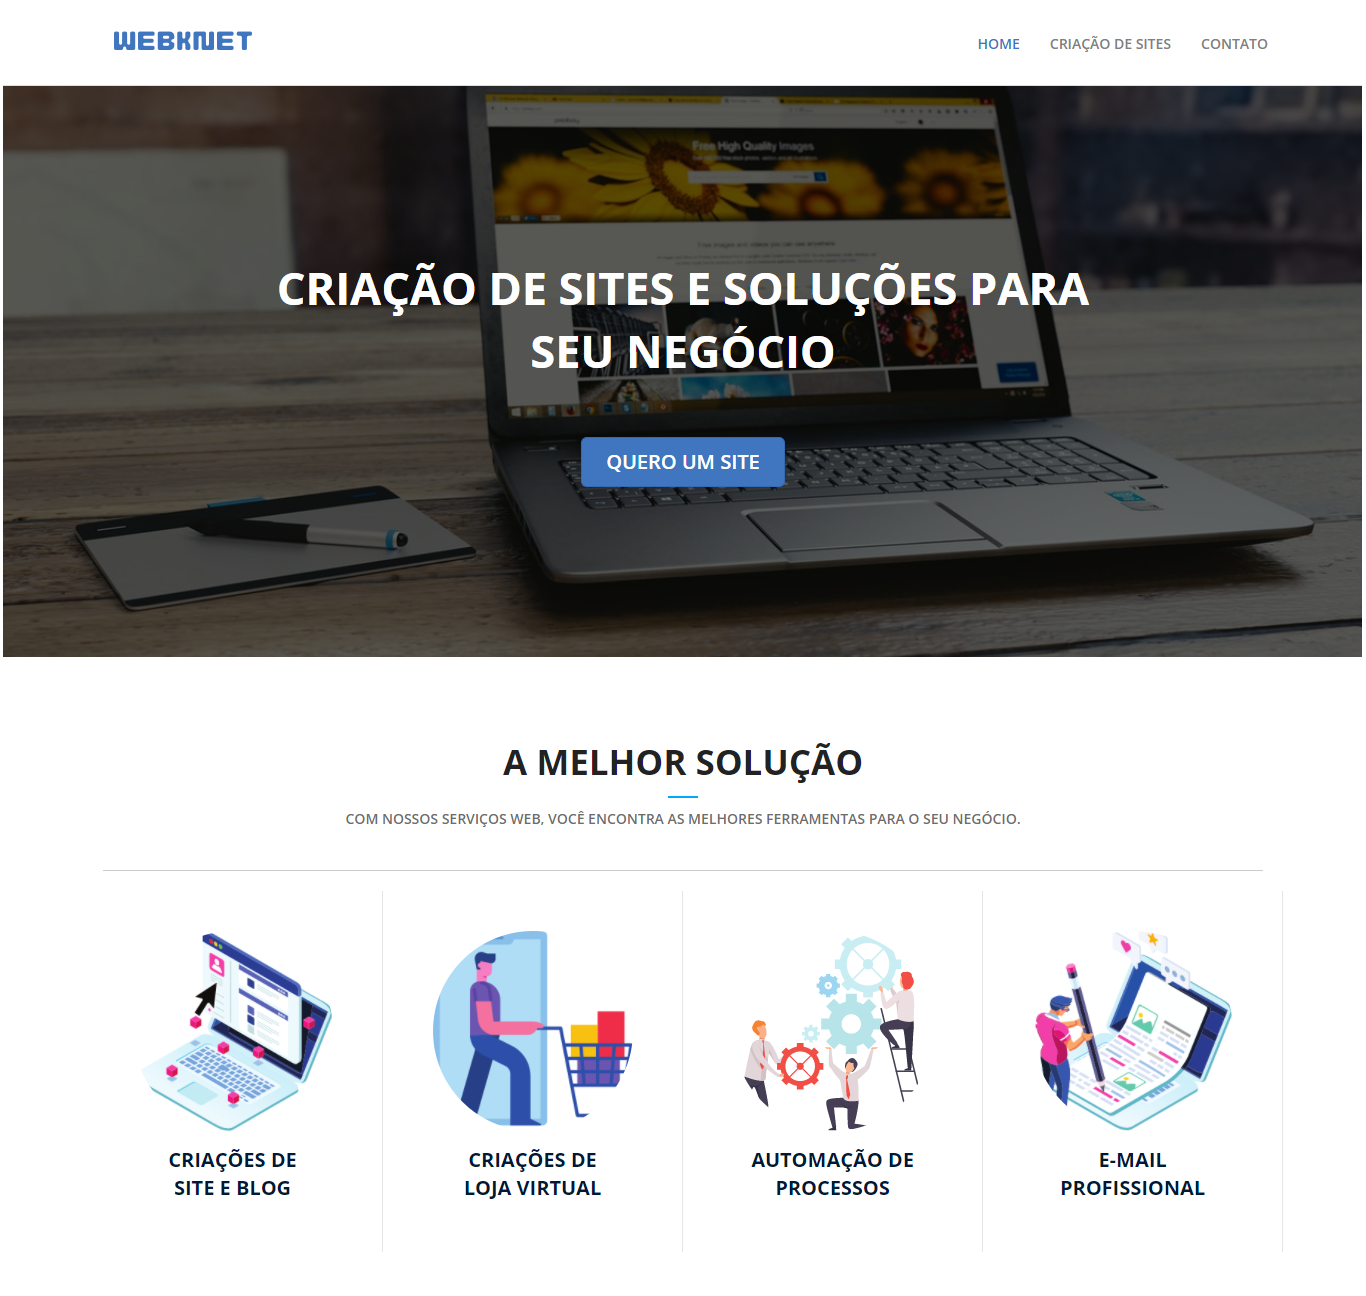 WEBKNET
HOME
CRIAÇÃO DE SITES
CONTATO
Free High Quality Images
CRIAÇÃO DE SITES E SOLUÇÕES PARA
SEU NEGÓCIO
QUERO UM SITE
A MELHOR SOLUÇÃO
COM NOSSOS SERVIÇOS WEB, VOCÊ ENCONTRA AS MELHORES FERRAMENTAS PARA O SEU NEGÓCIO.
CRIAÇÕES DE
SITE E BLOG
CRIAÇÕES DE
LOJA VIRTUAL
AUTOMAÇÃO DE
PROCESSOS
E-MAIL
PROFISSIONAL